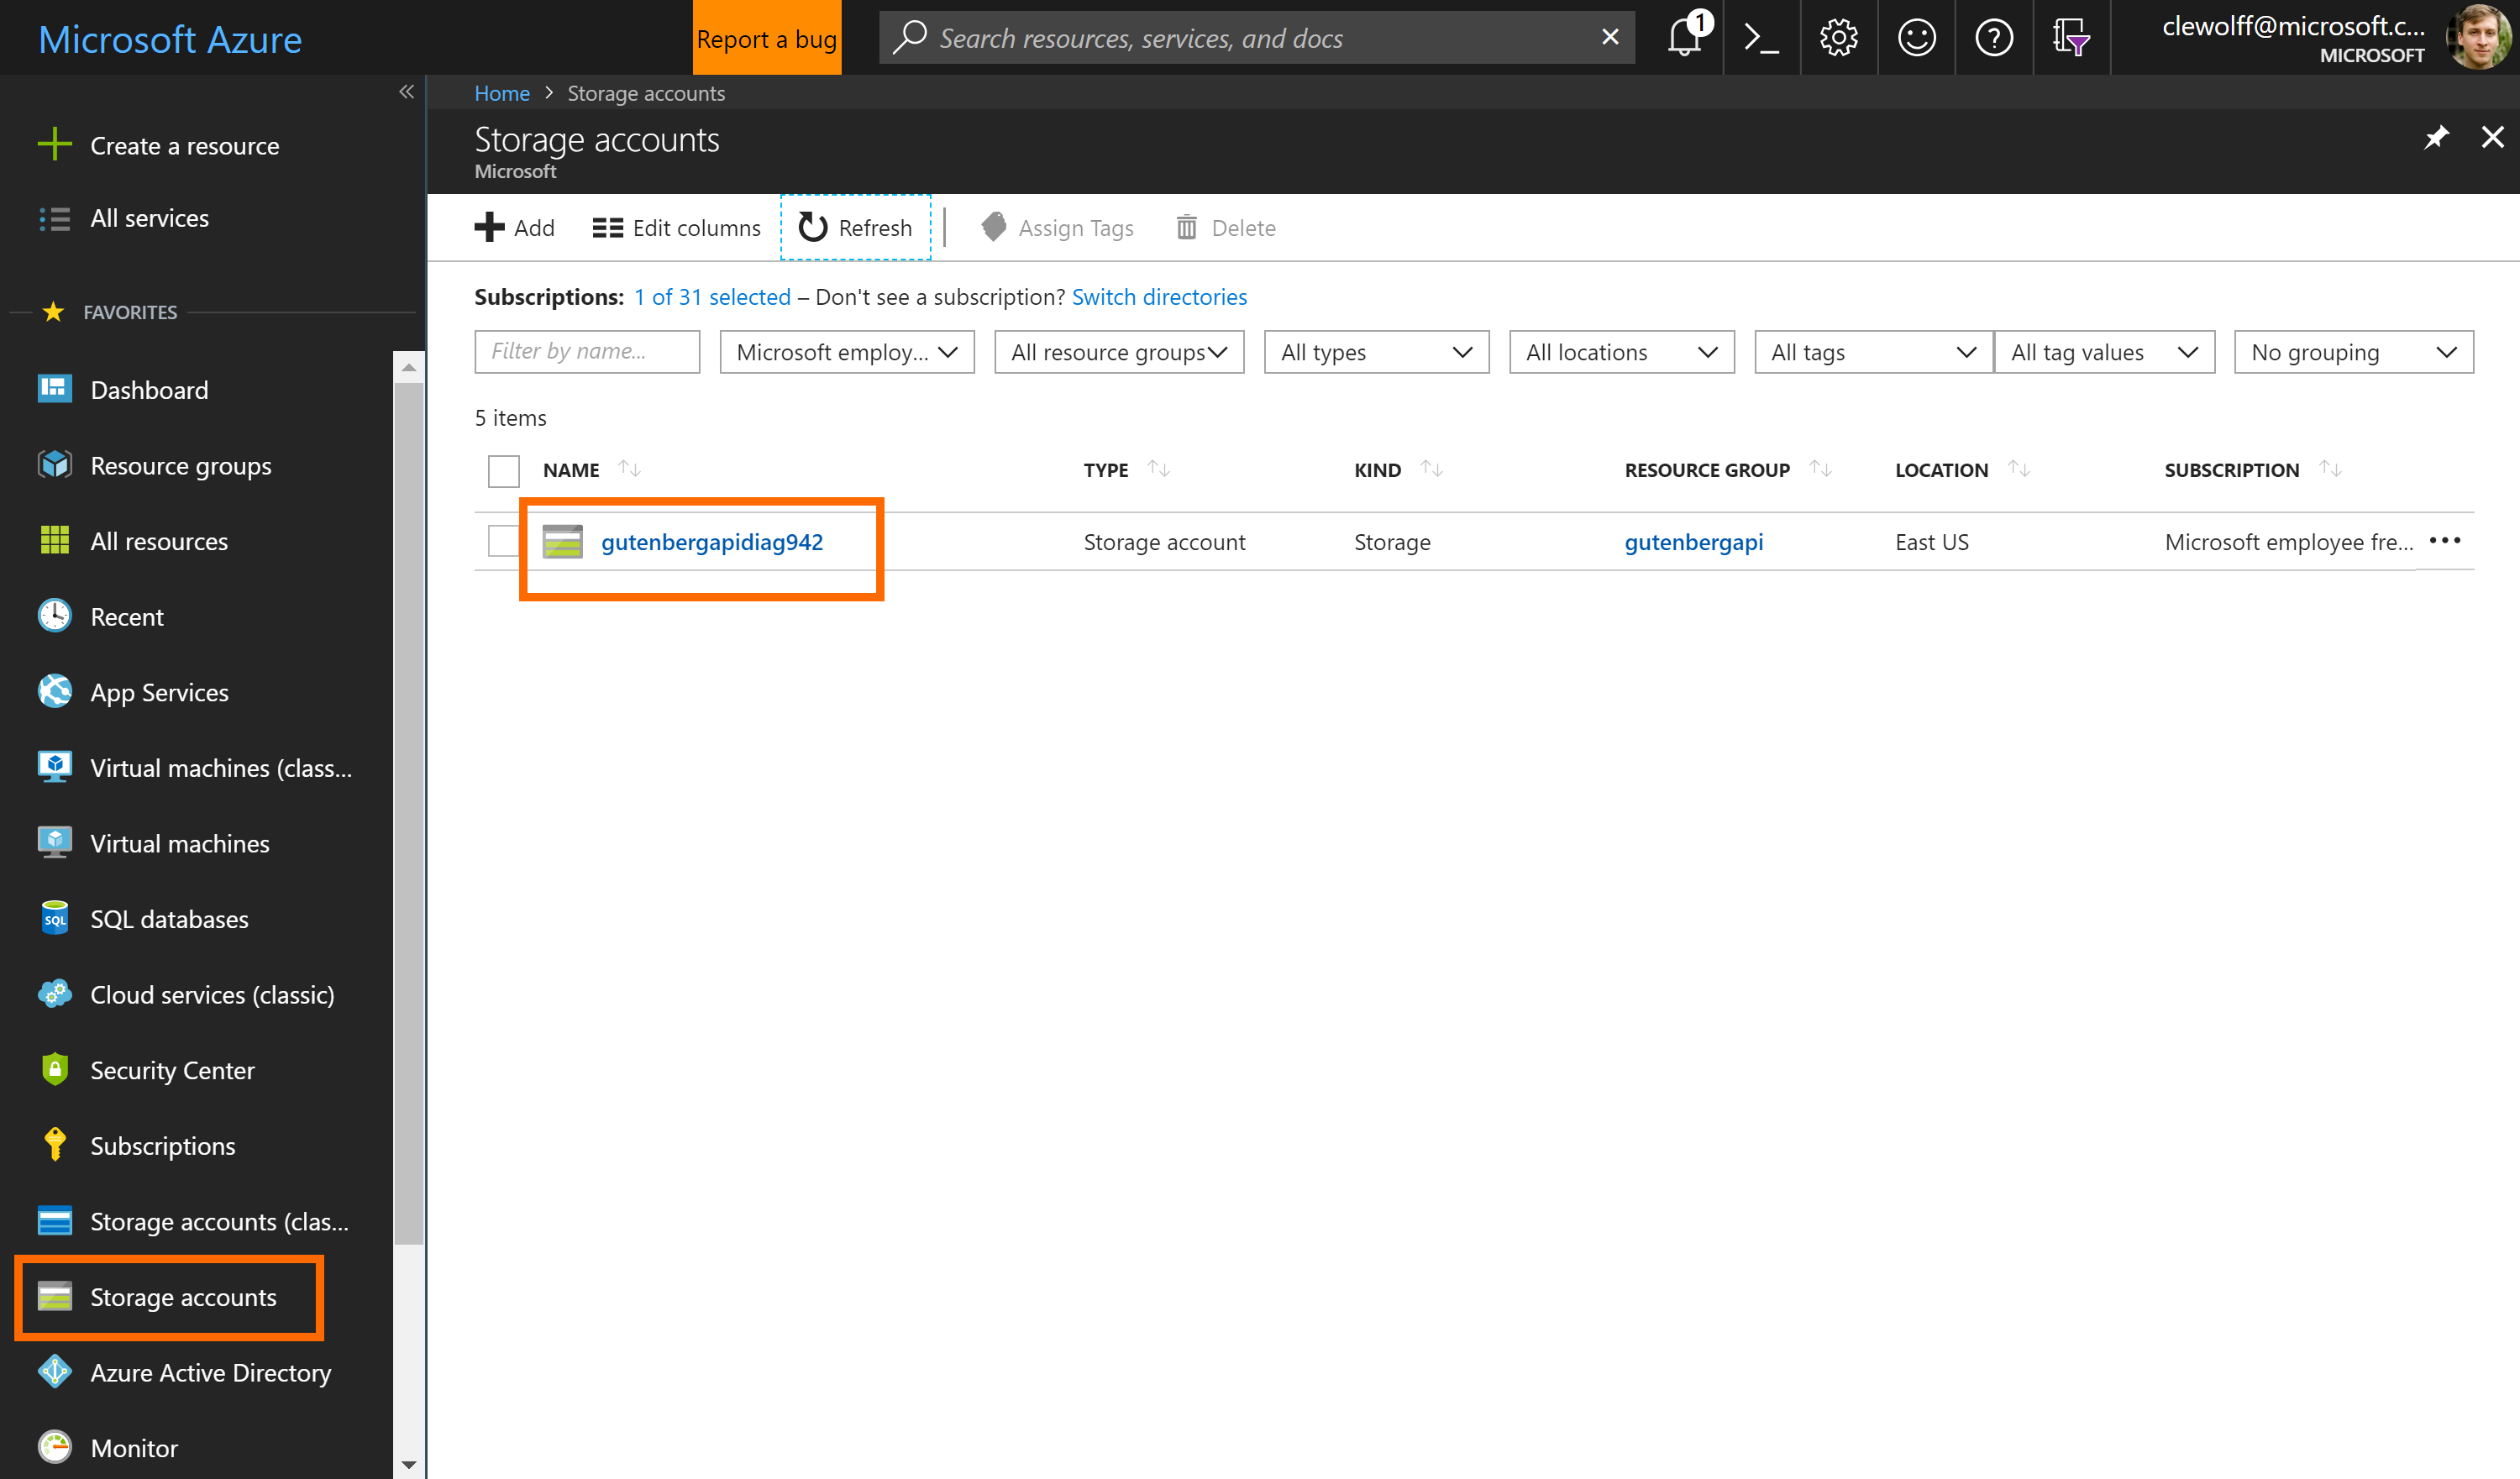 Microsoft Azure
Report a bug
Search resources, services, and docs
1
clewolff@microsoft.c...
MICROSOFT
Create a resource
All services
FAVORITES
Dashboard
Resource groups
All resources
Recent
App Services
Virtual machines (class...
Virtual machines
SQL
SQL databases
Cloud services (classic)
Security Center
Subscriptions
Storage accounts (clas...
Storage accounts
Azure Active Directory
Monitor
Home > Storage accounts
Storage accounts
Microsoft
Add Edit columns Refresh Assign Tags Delete
Subscriptions: 1 of 31 selected – Don't see a subscription? Switch directories
Filter by name... Microsoft employ... All resource groups All types All locations All tags All tag values No grouping
5 items
NAME TYPE KIND RESOURCE GROUP LOCATION SUBSCRIPTION
gutenbergapidiag942 Storage account Storage gutenbergapi East US Microsoft employee fre...